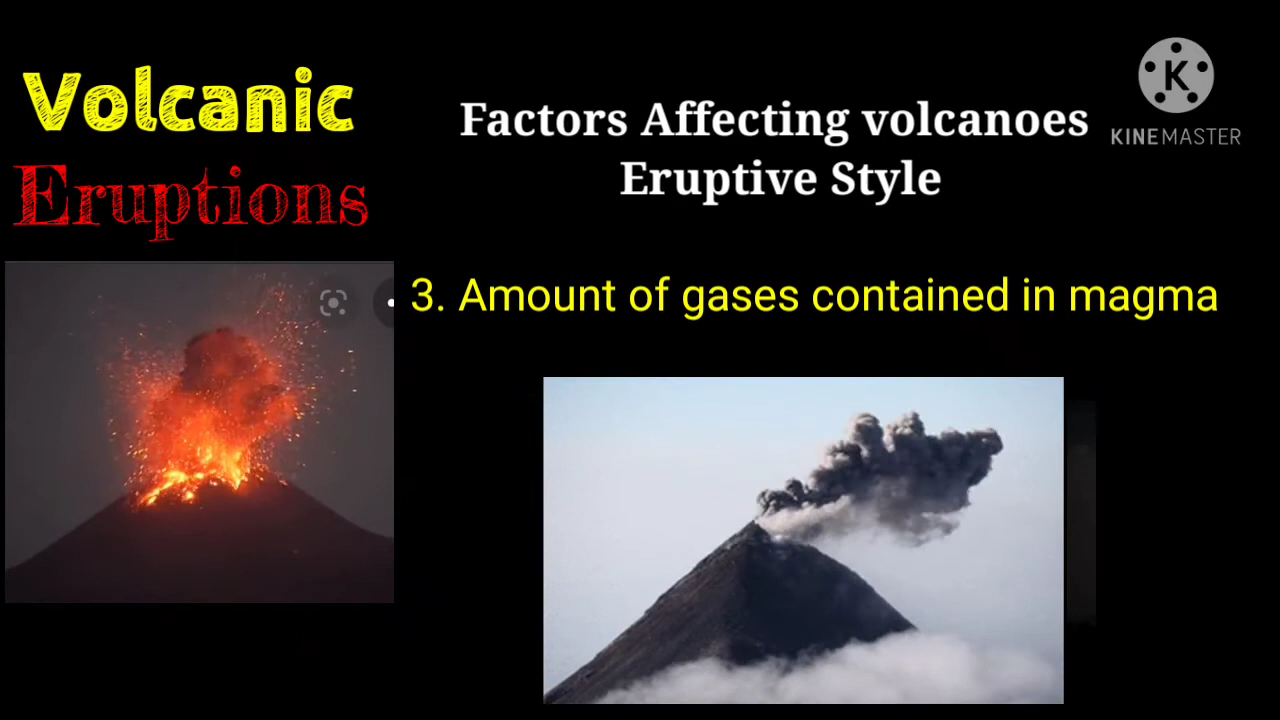 Volcanic
Eruptions
Factors Affecting volcanoes
Eruptive Style
K
KINEMASTER
3. Amount of gases contained in magma